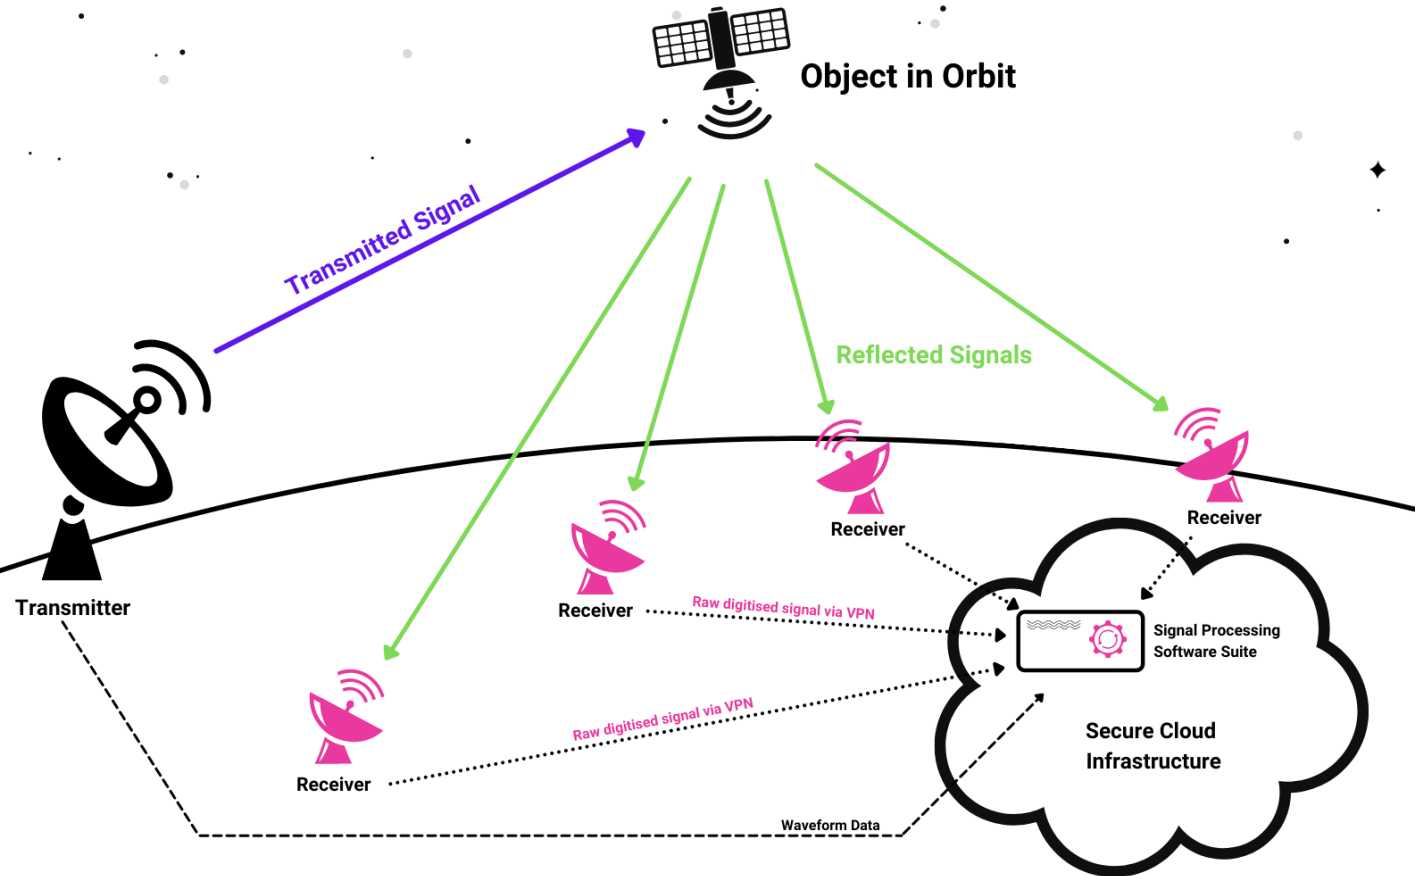 Object in Orbit
Transmitted Signal
Reflected Signals
Receiver
Receiver
Transmitter
Receiver
Raw digitised signal via VPN
Signal Processing
Software Suite
Raw digitised signal via VPN
Secure Cloud
Infrastructure
Receiver
Waveform Data